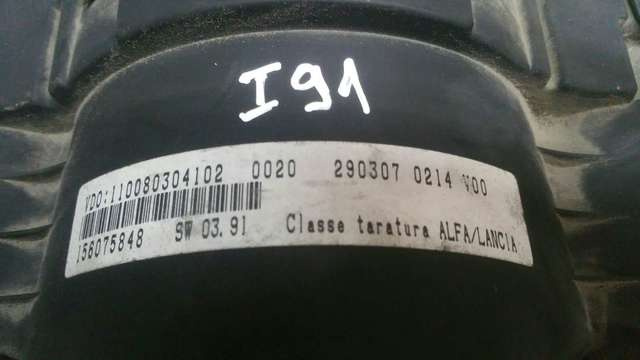 I91
VDO:110080304102 0020 290307 0214 V00
156075848 SW 03.91 Classe taratura ALFA/LANCIA